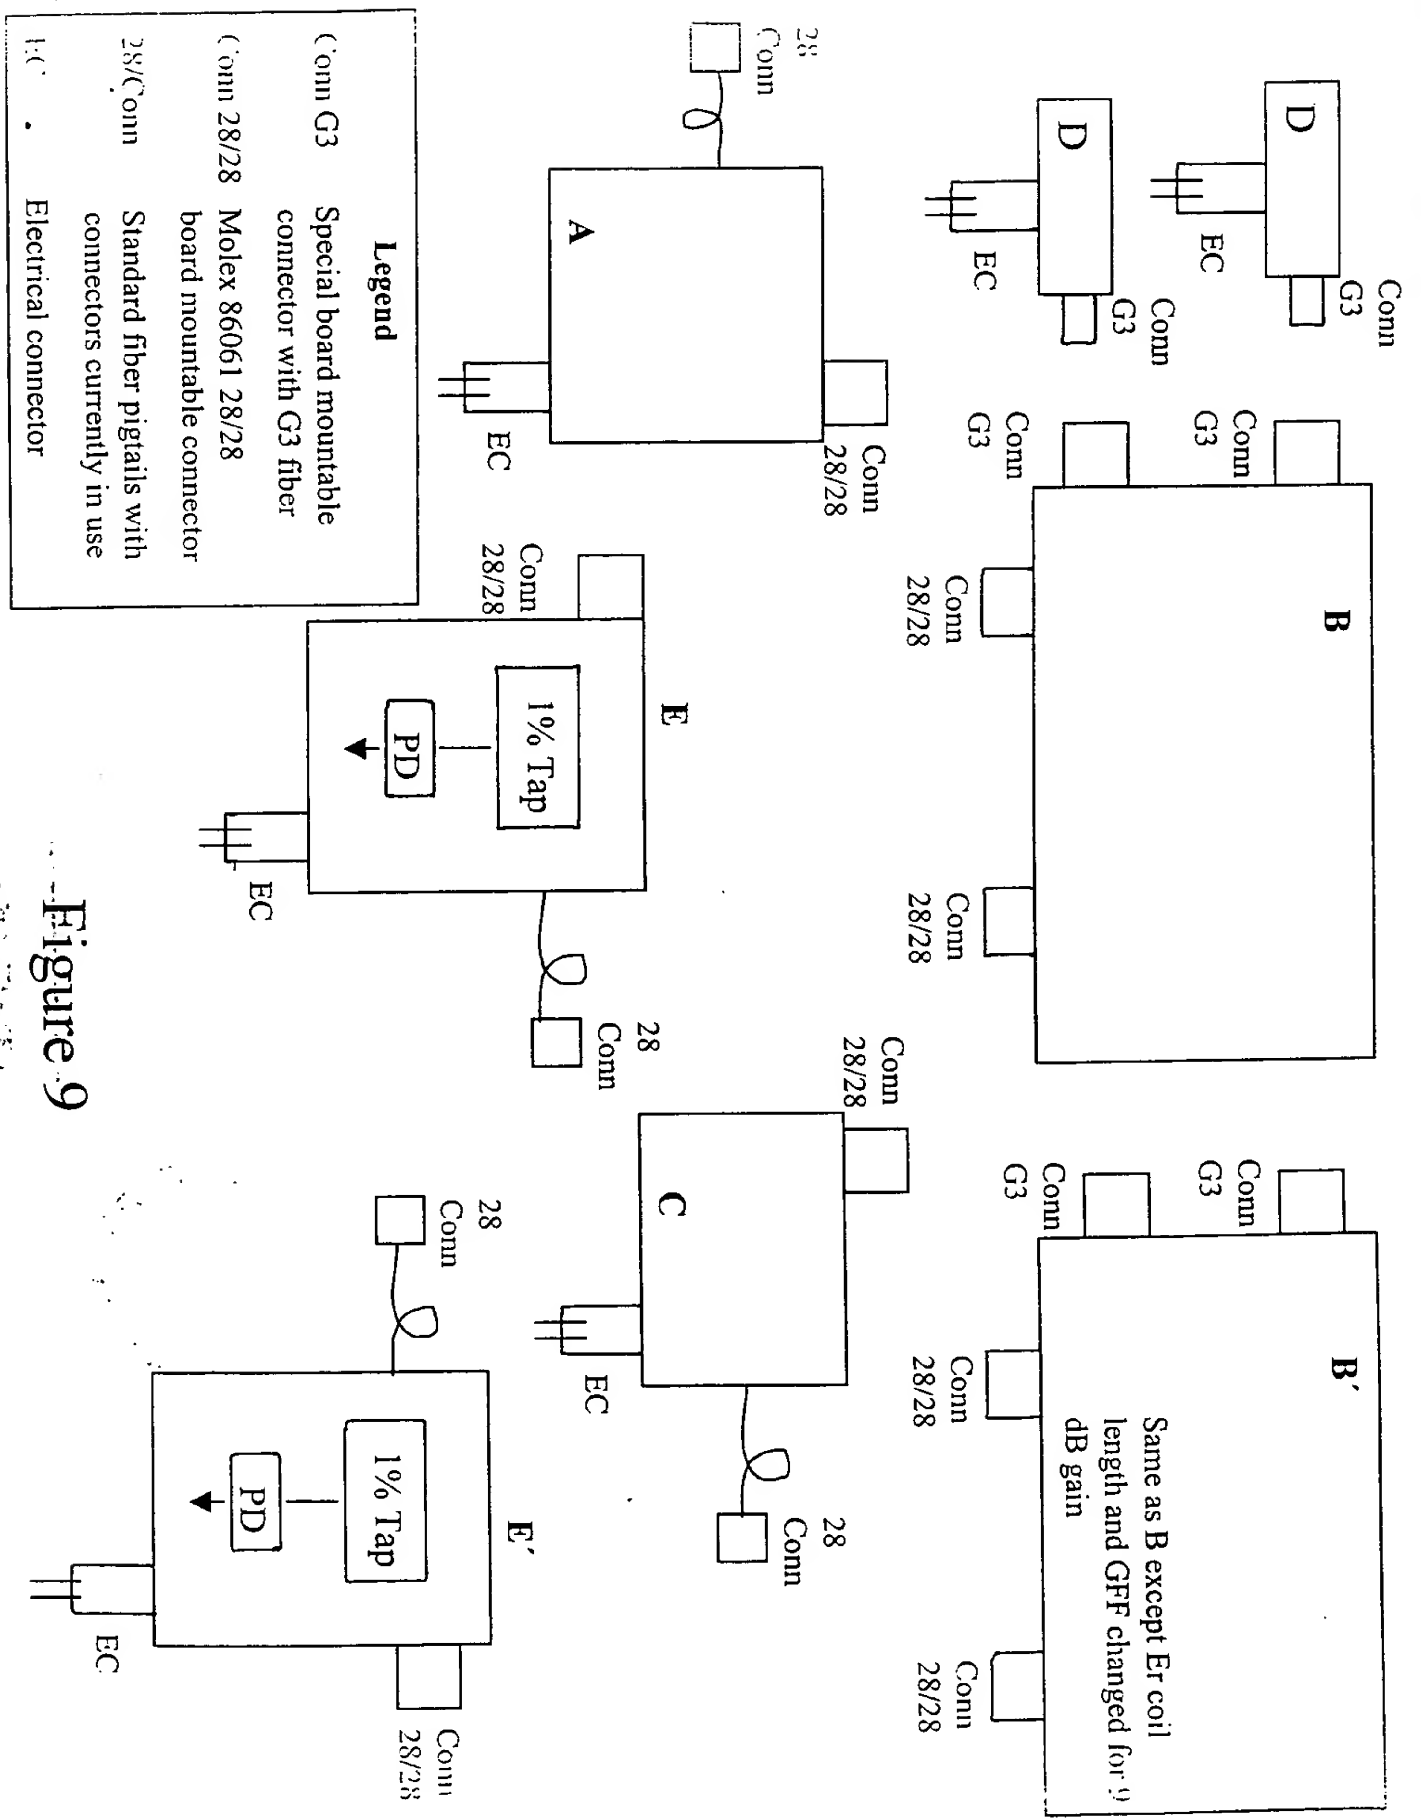 D
EC
Conn
G3
D
EC
Conn
G3
Conn
G3
Conn
G3
B
Conn
28/28
Conn
28/28
Conn
G3
Conn
G3
B´
Same as B except Er coil
length and GFF changed for 9
dB gain
Conn
28/28
Conn
28/28
28
Conn
A
Conn
28/28
EC
Conn
28/28
E
1% Tap
PD
EC
28
Conn
Conn
28/28
C
EC
28
Conn
28
Conn
E´
1% Tap
PD
EC
Conn
28/28
Legend
Conn G3 Special board mountable
connector with G3 fiber
Conn 28/28 Molex 86061 28/28
board mountable connector
28/Conn Standard fiber pigtails with
connectors currently in use
EC Electrical connector
Figure 9